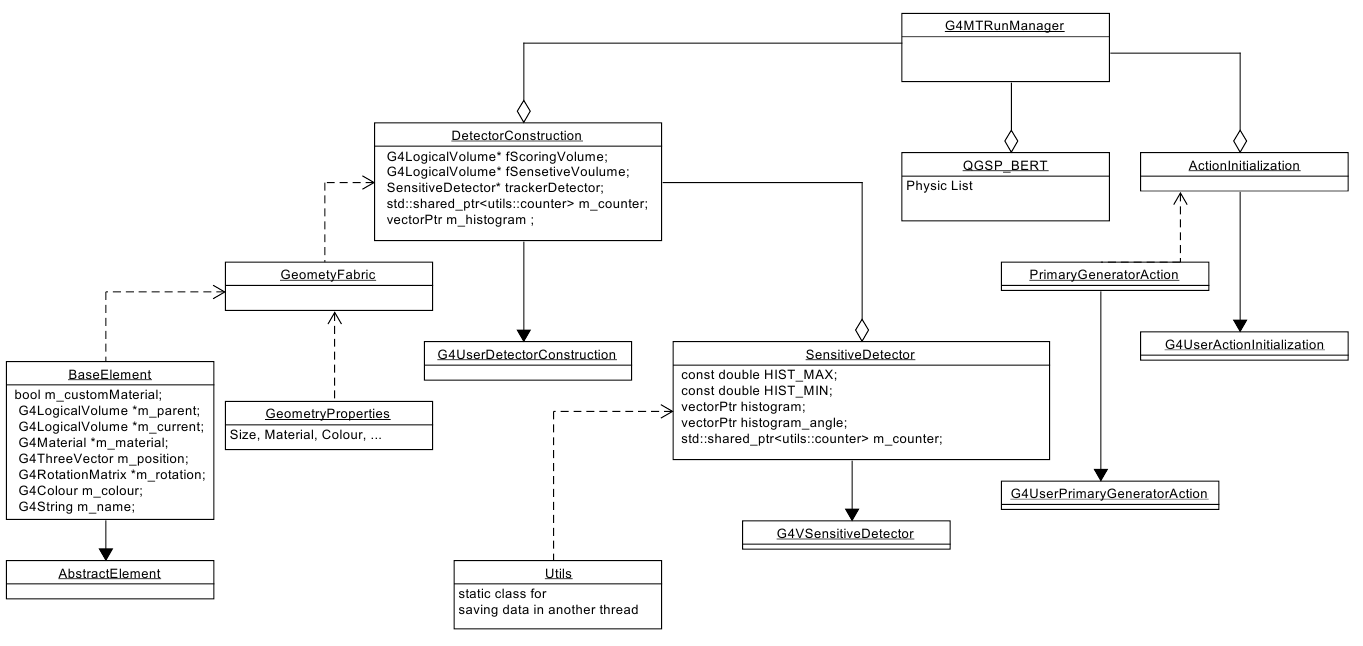 G4MTRunManager
DetectorConstruction
G4LogicalVolume* fScoringVolume;
G4LogicalVolume* fSensetiveVoulume;
SensitiveDetector* trackerDetector;
std::shared_ptr<utils::counter> m_counter;
vectorPtr m_histogram ;
QGSP_BERT
Physic List
ActionInitialization
GeometyFabric
PrimaryGeneratorAction
G4UserDetectorConstruction
G4UserActionInitialization
BaseElement
bool m_customMaterial;
G4LogicalVolume *m_parent;
G4LogicalVolume *m_current;
G4Material *m_material;
G4ThreeVector m_position;
G4RotationMatrix *m_rotation;
G4Colour m_colour;
G4String m_name;
GeometryProperties
Size, Material, Colour, ...
SensitiveDetector
const double HIST_MAX;
const double HIST_MIN;
vectorPtr histogram;
vectorPtr histogram_angle;
std::shared_ptr<utils::counter> m_counter;
G4UserPrimaryGeneratorAction
G4VSensitiveDetector
AbstractElement
Utils
static class for
saving data in another thread